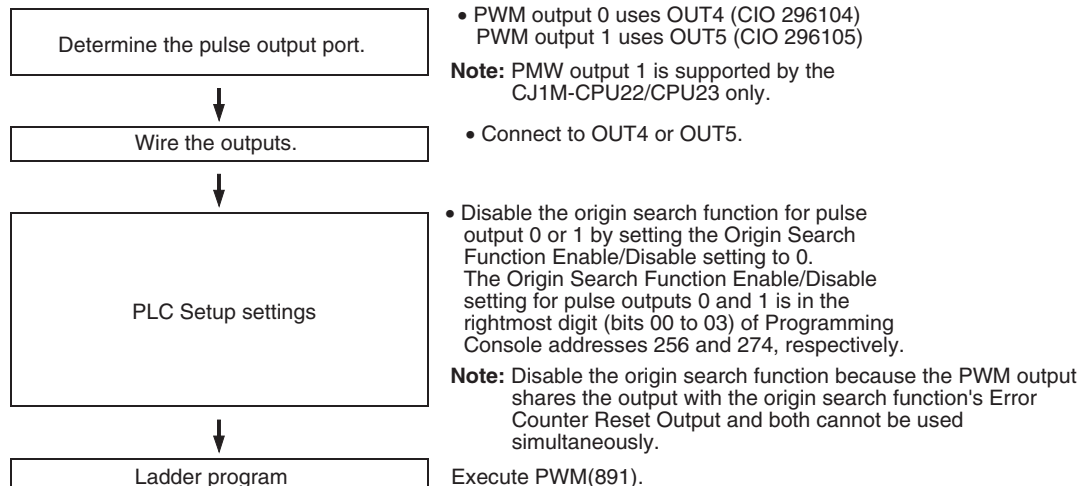 Determine the pulse output port.
• PWM output 0 uses OUT4 (CIO 296104)
PWM output 1 uses OUT5 (CIO 296105)
Note: PMW output 1 is supported by the
CJ1M-CPU22/CPU23 only.
Wire the outputs.
• Connect to OUT4 or OUT5.
PLC Setup settings
• Disable the origin search function for pulse
output 0 or 1 by setting the Origin Search
Function Enable/Disable setting to 0.
The Origin Search Function Enable/Disable
setting for pulse outputs 0 and 1 is in the
rightmost digit (bits 00 to 03) of Programming
Console addresses 256 and 274, respectively.
Note: Disable the origin search function because the PWM output
shares the output with the origin search function's Error
Counter Reset Output and both cannot be used
simultaneously.
Ladder program
Execute PWM(891).